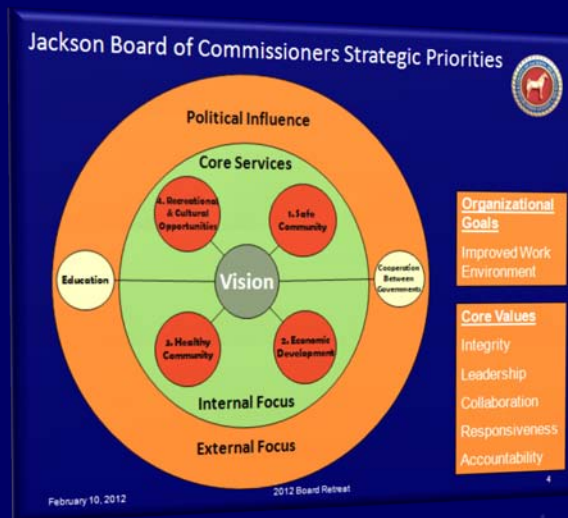 Jackson Board of Commissioners Strategic Priorities
Political Influence
Core Services
4. Recreational
& Cultural
Opportunities
1. Safe
Community
Education
Vision
Cooperation
Between
Governments
3. Healthy
Community
2. Economic
Development
Internal Focus
External Focus
Organizational
Goals
Improved Work
Environment
Core Values
Integrity
Leadership
Collaboration
Responsiveness
Accountability
February 10, 2012
2012 Board Retreat
4